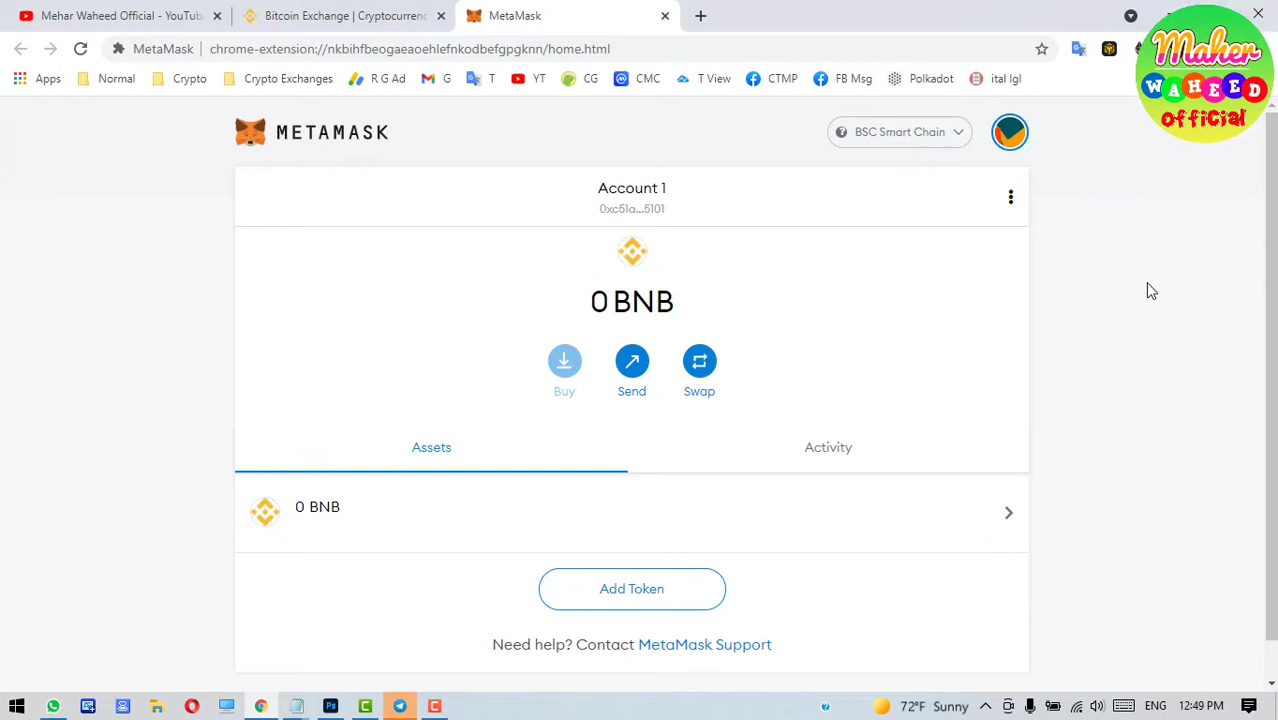 Mehar Waheed Official - YouTub
Bitcoin Exchange | Cryptocurrenc
MetaMask
MetaMask
chrome-extension://nkbihfbeogaeaoehlefnkodbefgpgknn/home.html
Apps
Normal
Crypto
Crypto Exchanges
R G Ad
G
T
YT
CG
CMC
T View
CTMP
FB Msg
Polkadot
ital lgl
Maher
WAHEED
Official
METAMASK
BSC Smart Chain
Account 1
0xc51a...5101
0 BNB
Buy
Send
Swap
Assets
Activity
0 BNB
Add Token
Need help? Contact MetaMask Support
72°F Sunny
ENG
12:49 PM